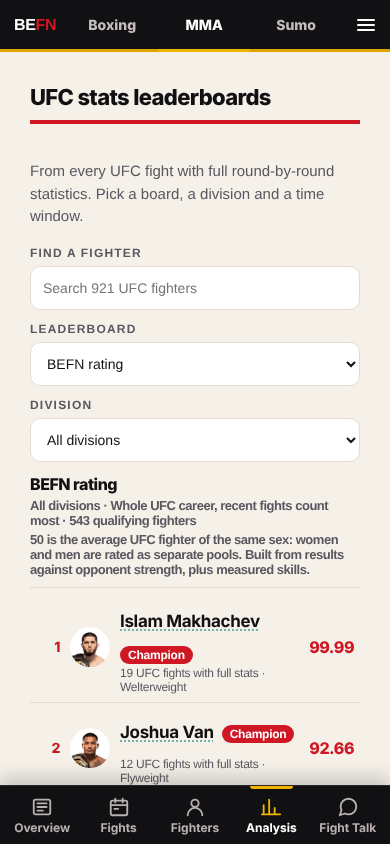 BEFN Boxing MMA Sumo
UFC stats leaderboards
From every UFC fight with full round-by-round
statistics. Pick a board, a division and a time
window.
FIND A FIGHTER
Search 921 UFC fighters
LEADERBOARD
BEFN rating
DIVISION
All divisions
BEFN rating
All divisions · Whole UFC career, recent fights count
most · 543 qualifying fighters
50 is the average UFC fighter of the same sex: women
and men are rated as separate pools. Built from results
against opponent strength, plus measured skills.
Islam Makhachev
1 Champion 99.99
19 FIGHTS with full stats ·
Welterweight
Joshua Van Champion
2 92.66
12 fights with full stats ·
Flyweight
Overview Fights Fighters Analysis Fight Talk